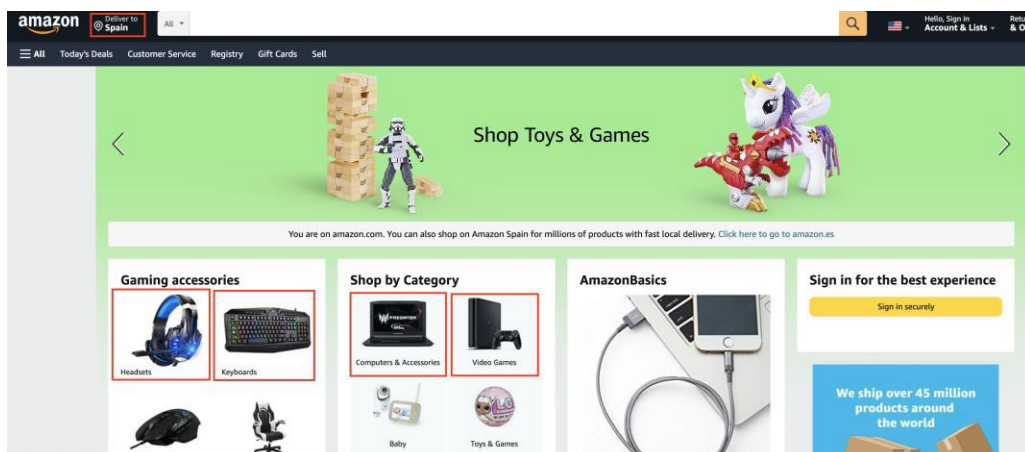 amazon
Deliver to
Spain
All
Hello, Sign in
Account & Lists
Retu
& O
All
Today's Deals
Customer Service
Registry
Gift Cards
Sell
Shop Toys & Games
You are on amazon.com. You can also shop on Amazon Spain for millions of products with fast local delivery. Click here to go to amazon.es
Gaming accessories
Headsets
Keyboards
Shop by Category
PREDATOR
Computers & Accessories
Video Games
Baby
Toys & Games
AmazonBasics
Sign in for the best experience
Sign in securely
We ship over 45 million
products around
the world